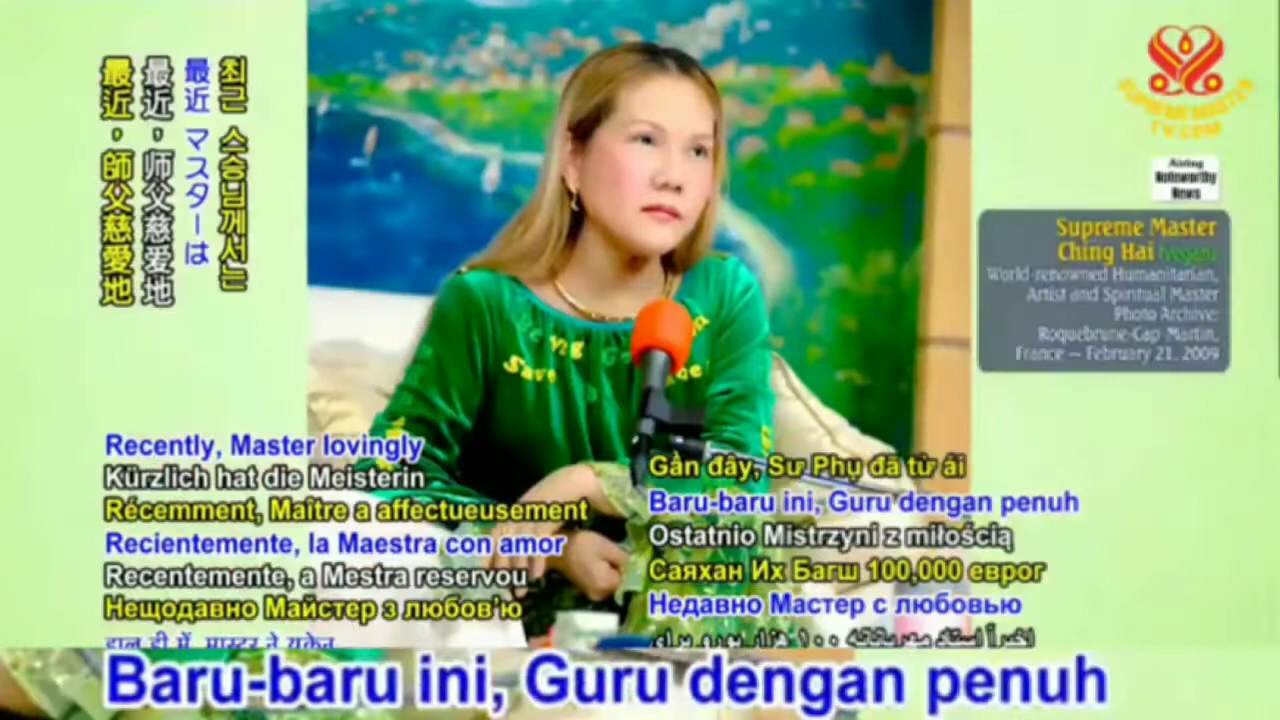 최근 스승님께서는
最近 マスターは
最近，师父慈爱地
最近，師父慈愛地
SUPREME MASTER
TV.COM
Airing
Noteworthy
News
Supreme Master
Ching Hai (vegan)
World-renowned Humanitarian,
Artist and Spiritual Master
Photo Archive:
Roquebrune-Cap-Martin,
France – February 21, 2009
Save
Recently, Master lovingly
Kürzlich hat die Meisterin
Récemment, Maître a affectueusement
Recientemente, la Maestra con amor
Recentemente, a Mestra reservou
Нещодавно Майстер з любов'ю
हाल ही में, मास्टर ने यूक्रेन
Gần đây, Sư Phụ đã từ ái
Baru-baru ini, Guru dengan penuh
Ostatnio Mistrzyni z miłością
Саяхан Их Багш 100,000 еврог
Недавно Мастер с любовью
Baru-baru ini, Guru dengan penuh